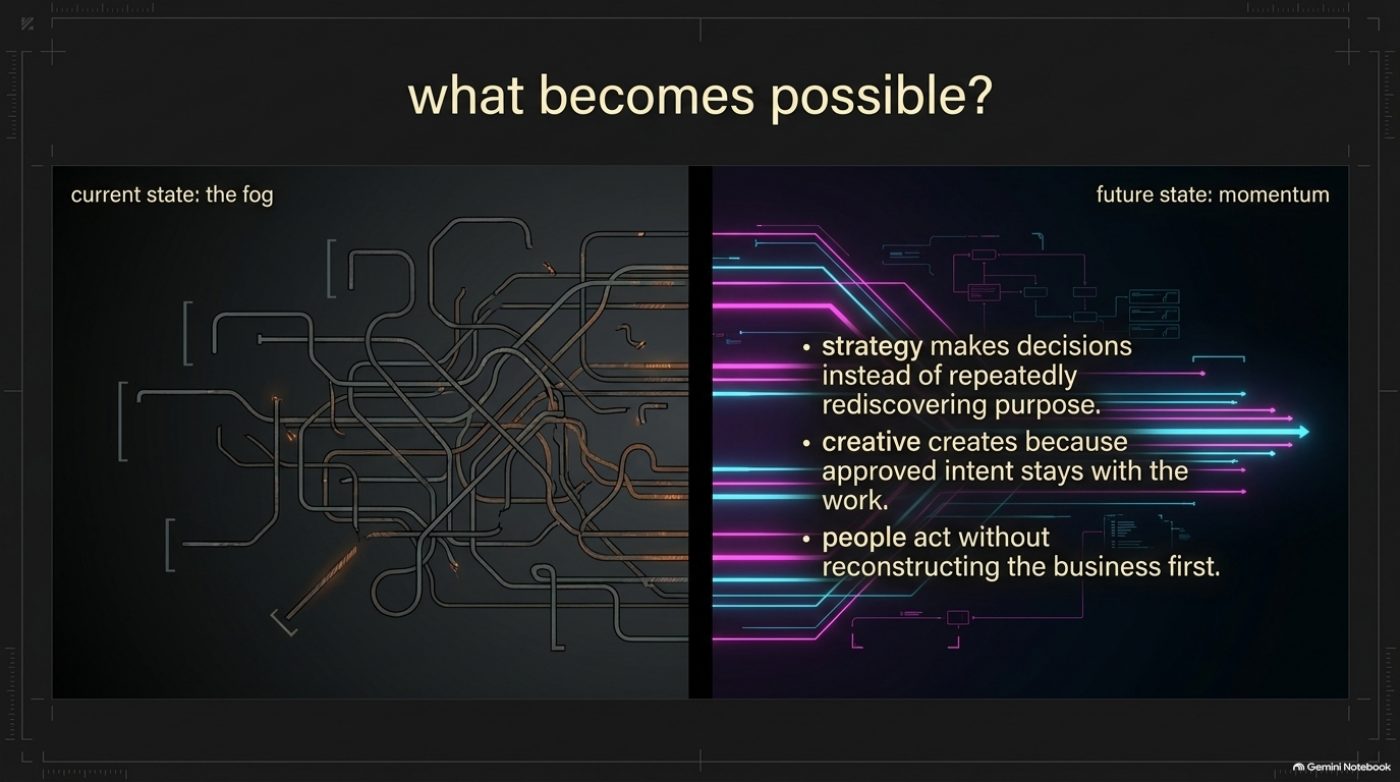 what becomes possible?
current state: the fog
future state: momentum
• strategy makes decisions
instead of repeatedly
rediscovering purpose.
• creative creates because
approved intent stays with the
work.
• people act without
reconstructing the business first.
Gemini Notebook